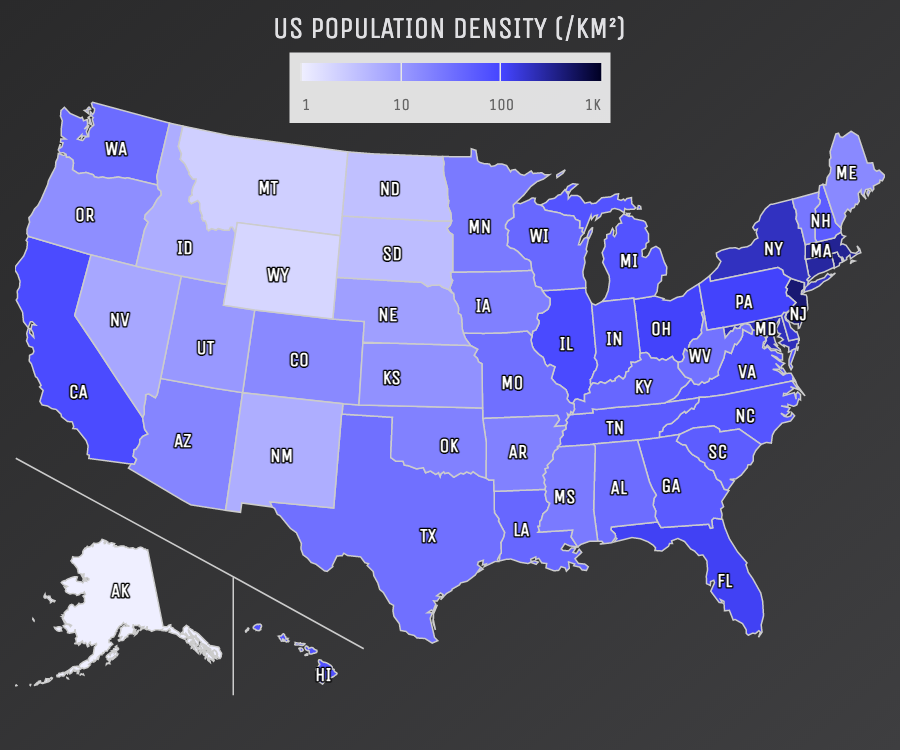 US POPULATION DENSITY (/KM²)
1 10 100 1K
WA
MT
ND
MN
ME
OR
ID
SD
WI
MI
NH
NY
MA
WY
NV
NE
IA
PA
NJ
UT
CO
IL
IN
OH
MD
WV
CA
KS
MO
KY
VA
AZ
NM
OK
AR
TN
NC
SC
MS
AL
GA
TX
LA
FL
AK
HI